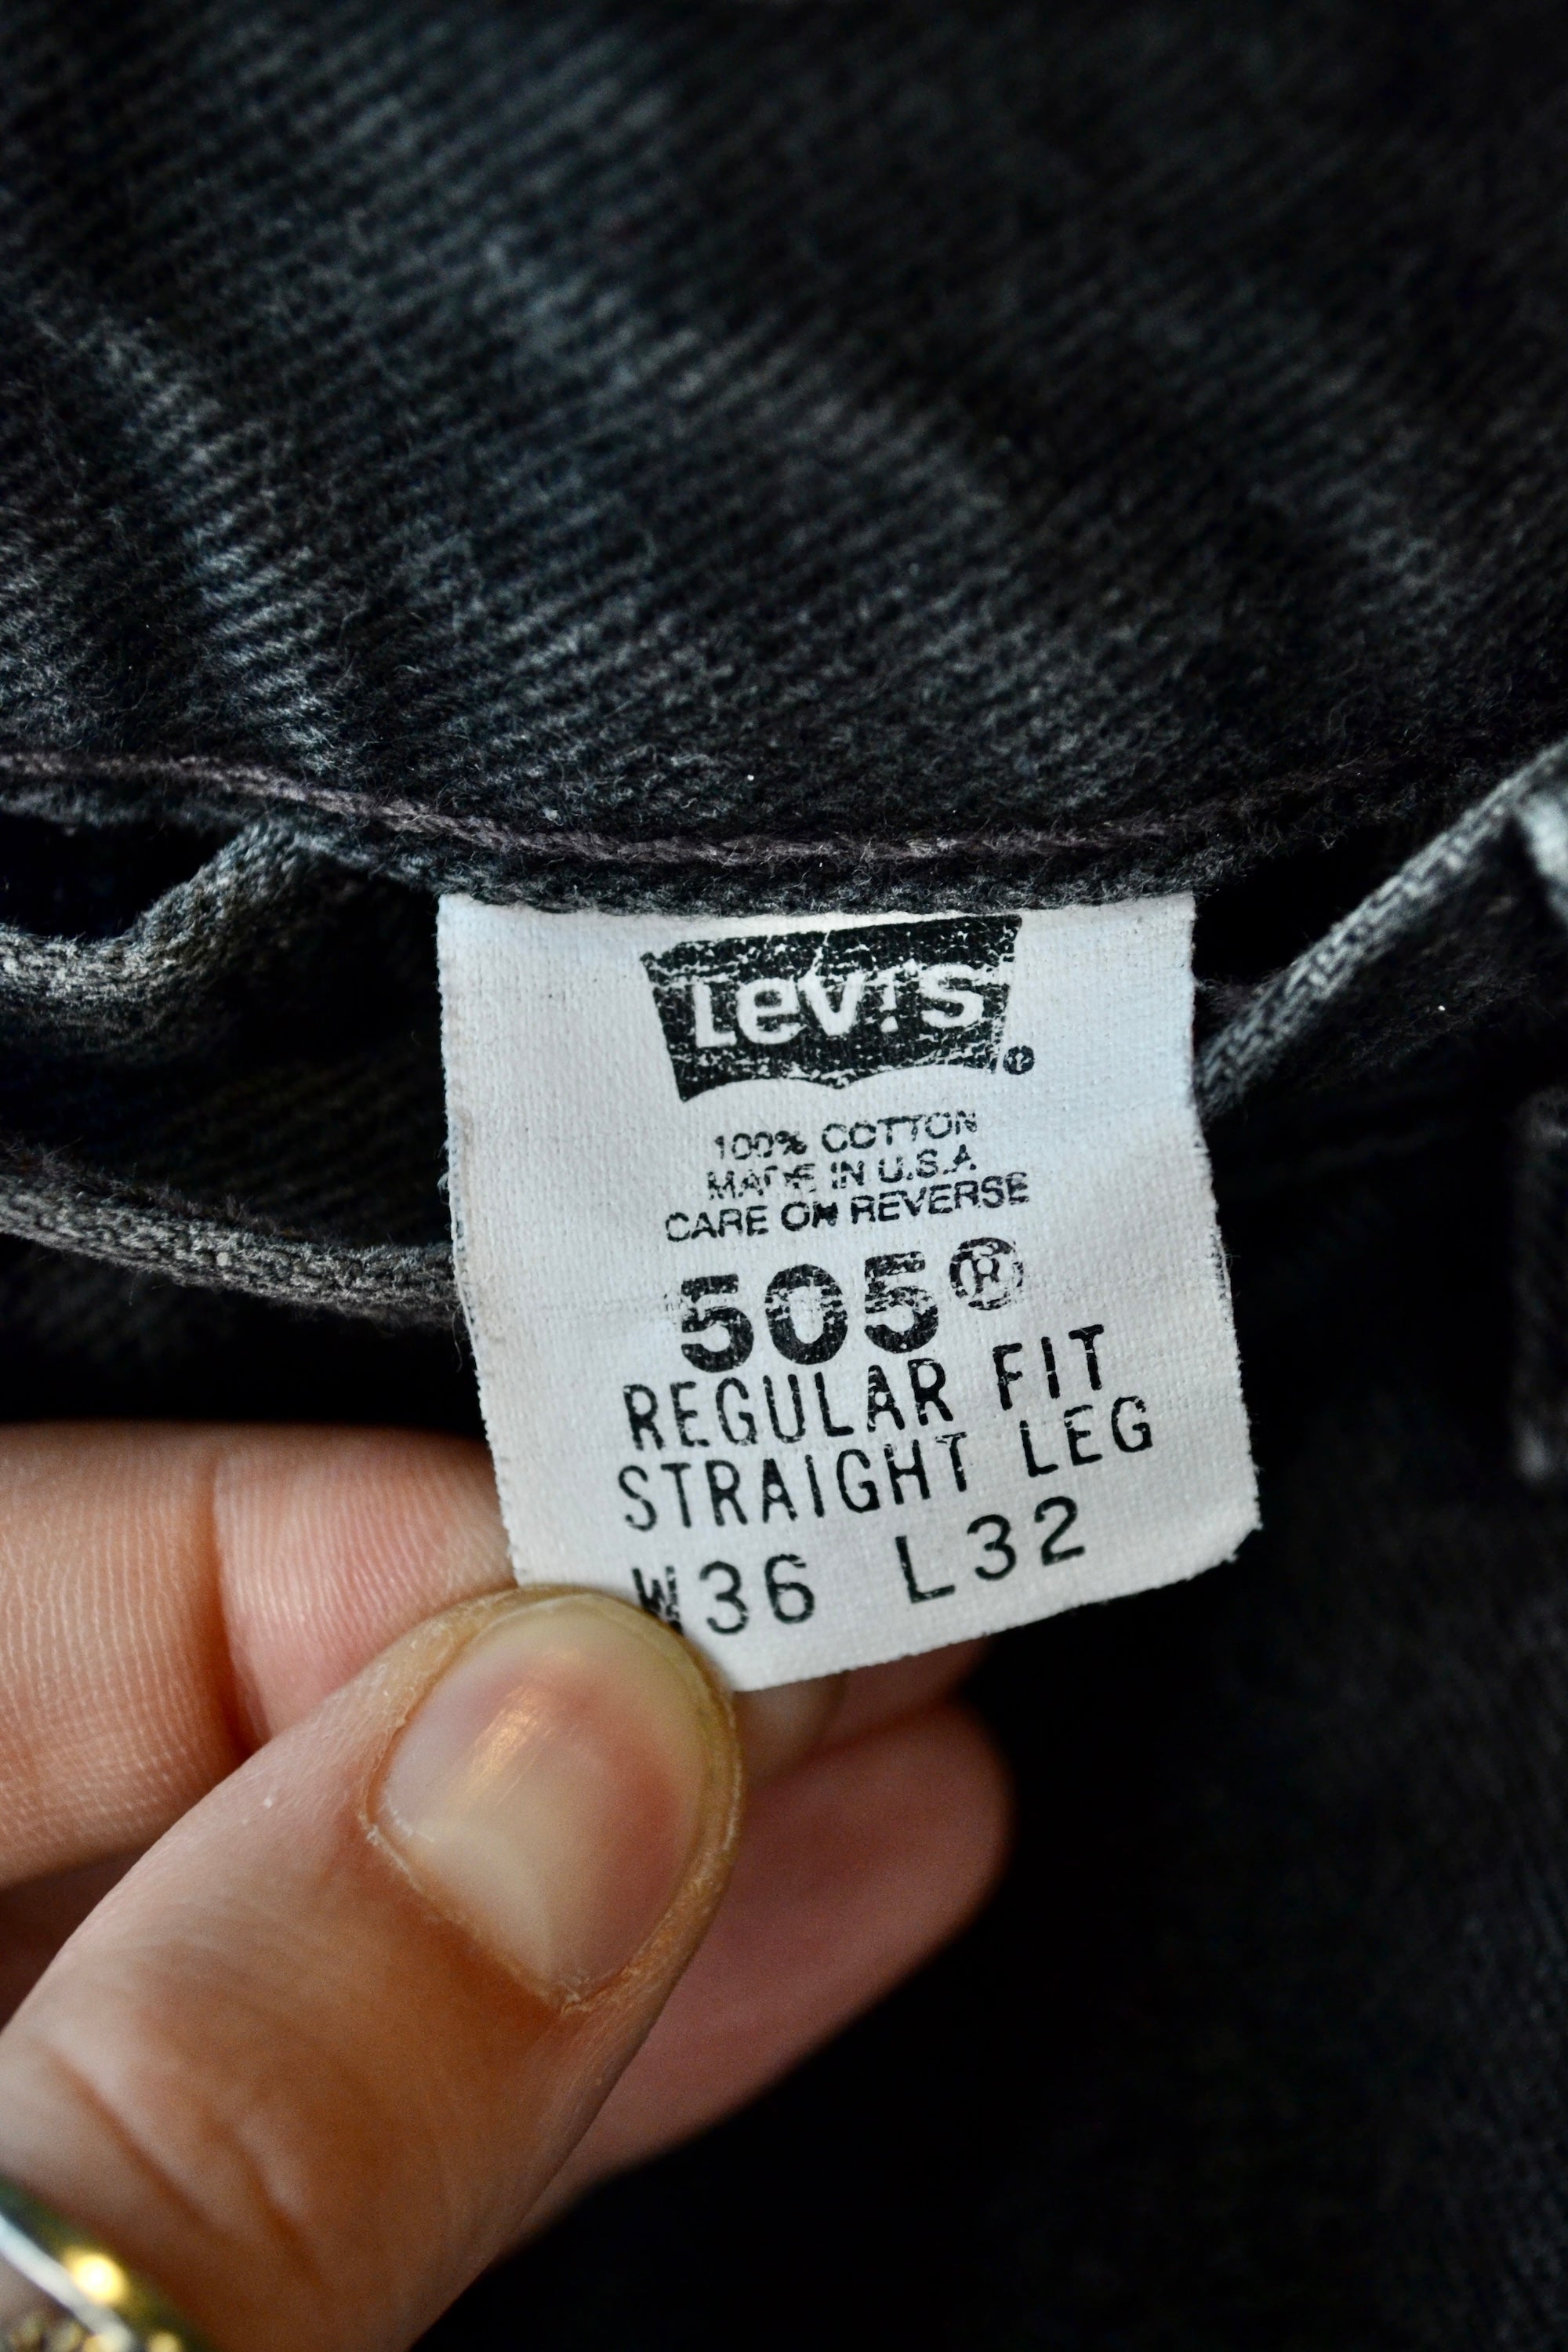 Levi's ®
100% COTTON
MADE IN U.S.A
CARE ON REVERSE
505®
REGULAR FIT
STRAIGHT LEG
W36 L32